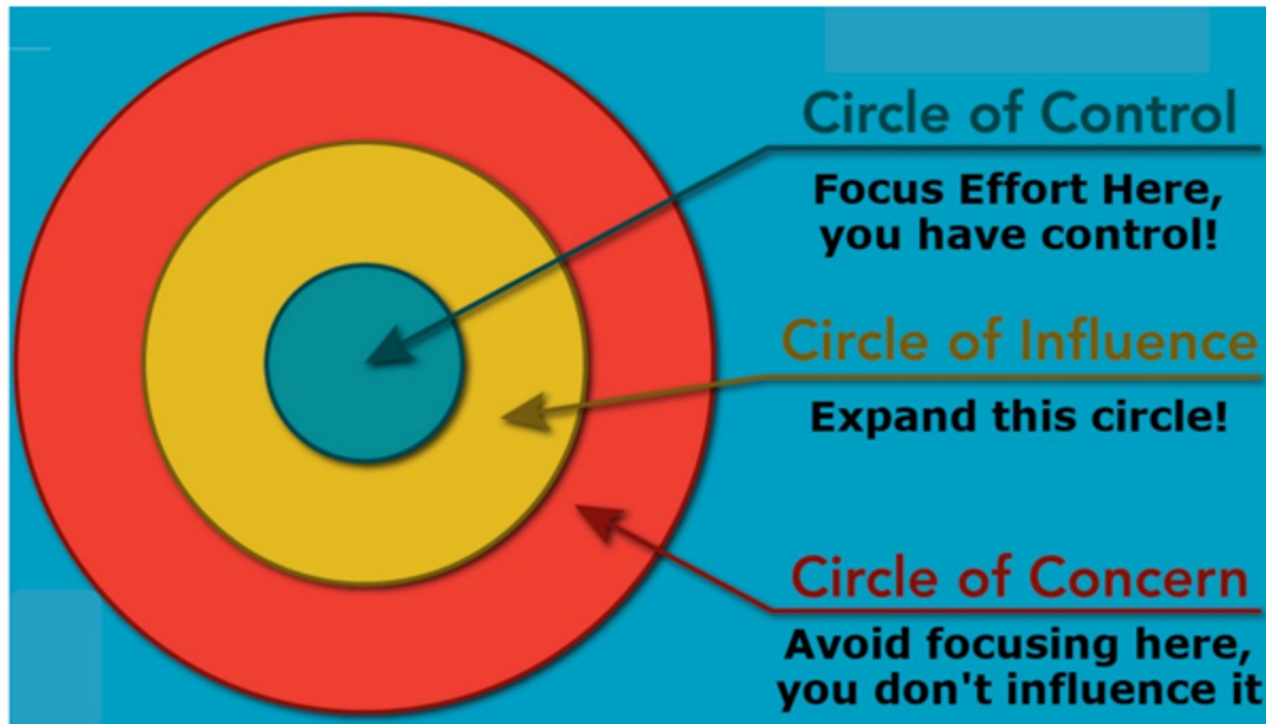 Circle of Control
Focus Effort Here,
you have control!
Circle of Influence
Expand this circle!
Circle of Concern
Avoid focusing here,
you don't influence it